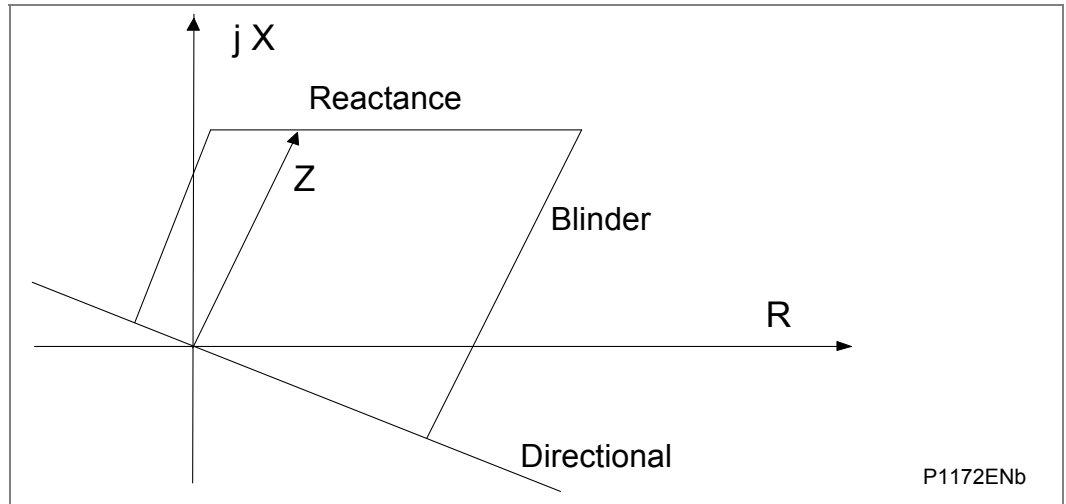 j X
Reactance
Z
Blinder
R
Directional
P1172ENb